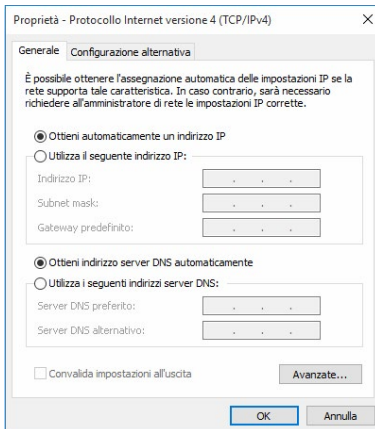 Proprietà - Protocollo Internet versione 4 (TCP/IPv4)
Generale Configurazione alternativa
È possibile ottenere l'assegnazione automatica delle impostazioni IP se la
rete supporta tale caratteristica. In caso contrario, sarà necessario
richiedere all'amministratore di rete le impostazioni IP corrette.
Ottieni automaticamente un indirizzo IP
Utilizza il seguente indirizzo IP:
Indirizzo IP:
Subnet mask:
Gateway predefinito:
Ottieni indirizzo server DNS automaticamente
Utilizza i seguenti indirizzi server DNS:
Server DNS preferito:
Server DNS alternativo:
Convalida impostazioni all'uscita
Avanzate...
OK Annulla